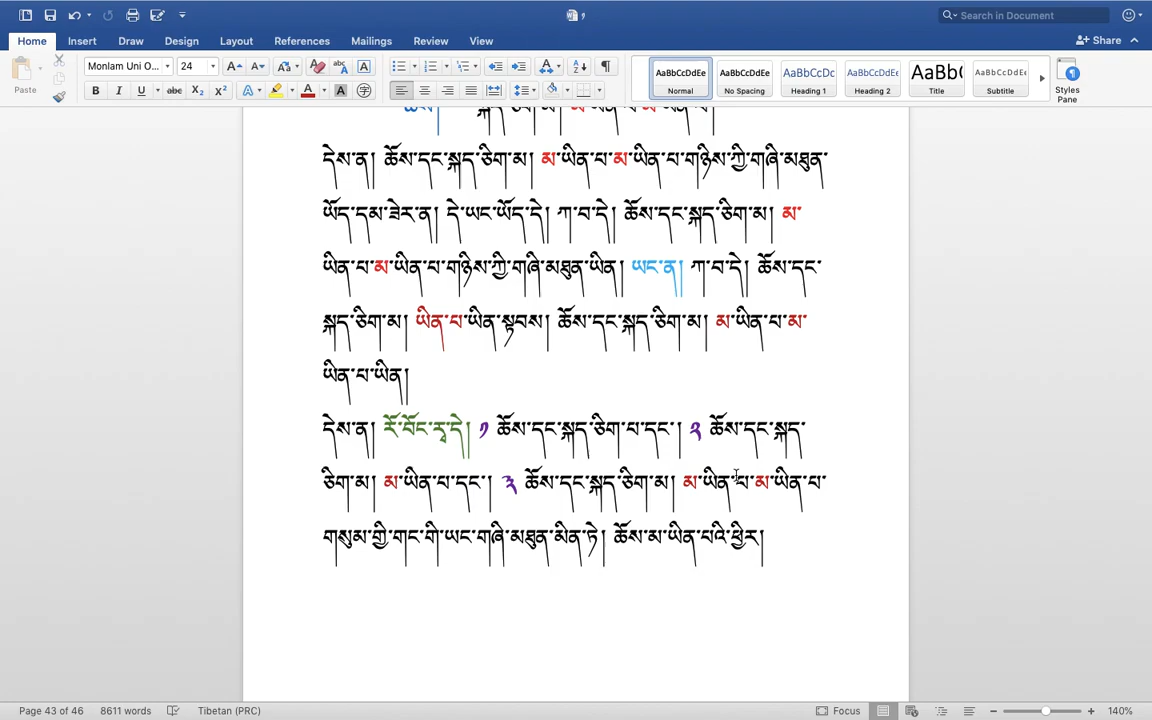 Search in Document
Home Insert Draw Design Layout References Mailings Review View Share
Monlam Uni O... 24
Paste
AaBbCcDdEe AaBbCcDdEe AaBbCcDc AaBbCcDdEe AaBb( AaBbCcDdEe
Normal No Spacing Heading 1 Heading 2 Title Subtitle Styles Pane
དེས་ན། ཆོས་དང་སྐད་ཅིག་མ། མ་ཡིན་པ་མ་ཡིན་པ་གཉིས་ཀྱི་གཞི་མཐུན་
ཡོད་དམ་ཟེར་ན། དེ་ཡང་ཡོད་དེ། ཀ་བ་དེ། ཆོས་དང་སྐད་ཅིག་མ། མ་
ཡིན་པ་མ་ཡིན་པ་གཉིས་ཀྱི་གཞི་མཐུན་ཡིན། ཡང་ན། ཀ་བ་དེ། ཆོས་དང་
སྐད་ཅིག་མ། ཡིན་པ་ཡིན་སྟབས། ཆོས་དང་སྐད་ཅིག་མ། མ་ཡིན་པ་མ་
ཡིན་པ་ཡིན།
དེས་ན། རི་བོང་རྭ་དེ། ༡ ཆོས་དང་སྐད་ཅིག་པ་དང་། ༢ ཆོས་དང་སྐད་
ཅིག་མ། མ་ཡིན་པ་དང་། ༣ ཆོས་དང་སྐད་ཅིག་མ། མ་ཡིན་པ་མ་ཡིན་པ་
གསུམ་གྱི་གང་གི་ཡང་གཞི་མཐུན་མིན་ཏེ། ཆོས་མ་ཡིན་པའི་ཕྱིར།
Page 43 of 46 8611 words Tibetan (PRC) Focus 140%